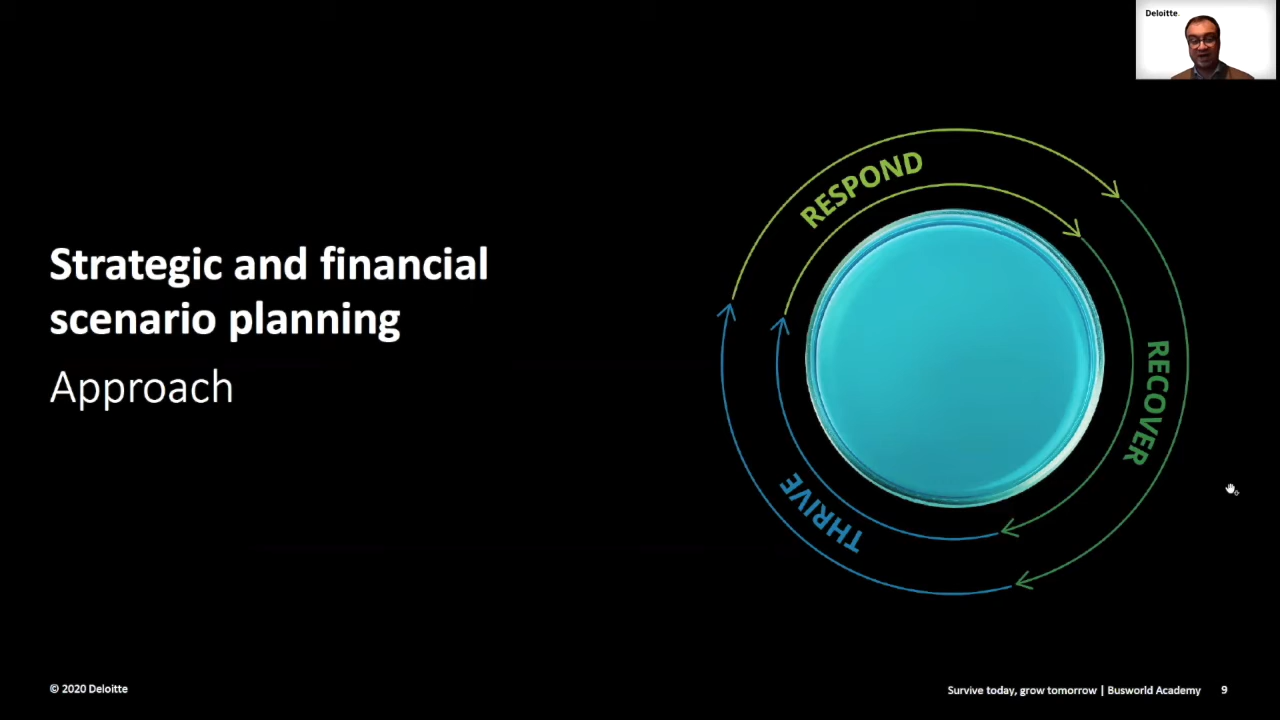 Deloitte.
RESPOND
RECOVER
THRIVE
Strategic and financial
scenario planning
Approach
© 2020 Deloitte
Survive today, grow tomorrow | Busworld Academy 9